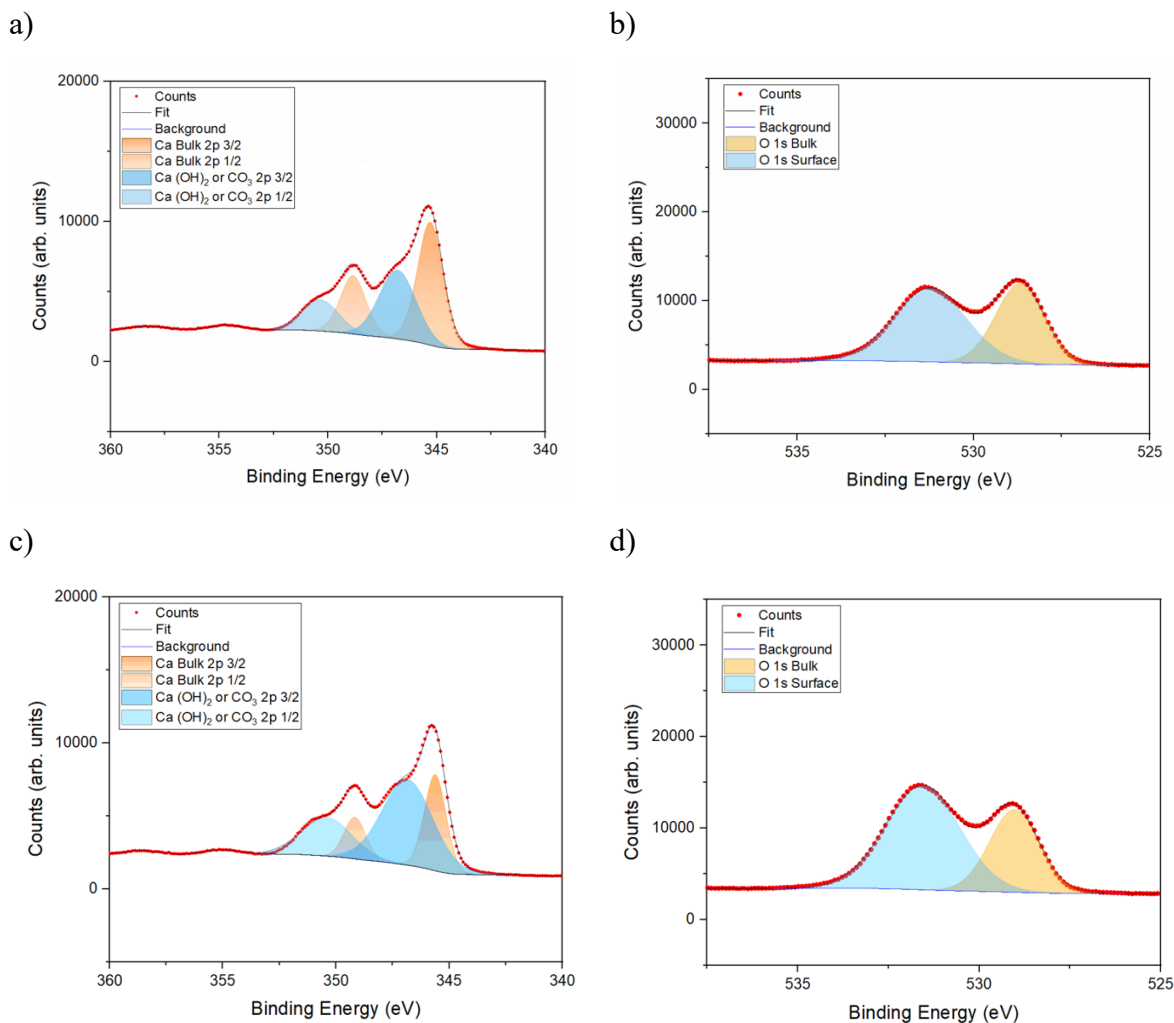 a)
20000
10000
0
Counts (arb. units)
Counts
Fit
Background
Ca Bulk 2p 3/2
Ca Bulk 2p 1/2
Ca (OH)₂ or CO₃ 2p 3/2
Ca (OH)₂ or CO₃ 2p 1/2
360 355 350 345 340
Binding Energy (eV)
b)
30000
20000
10000
0
Counts (arb. units)
Counts
Fit
Background
O 1s Bulk
O 1s Surface
535 530 525
Binding Energy (eV)
c)
20000
10000
0
Counts (arb. units)
Counts
Fit
Background
Ca Bulk 2p 3/2
Ca Bulk 2p 1/2
Ca (OH)₂ or CO₃ 2p 3/2
Ca (OH)₂ or CO₃ 2p 1/2
360 355 350 345 340
Binding Energy (eV)
d)
30000
20000
10000
0
Counts (arb. units)
Counts
Fit
Background
O 1s Bulk
O 1s Surface
535 530 525
Binding Energy (eV)